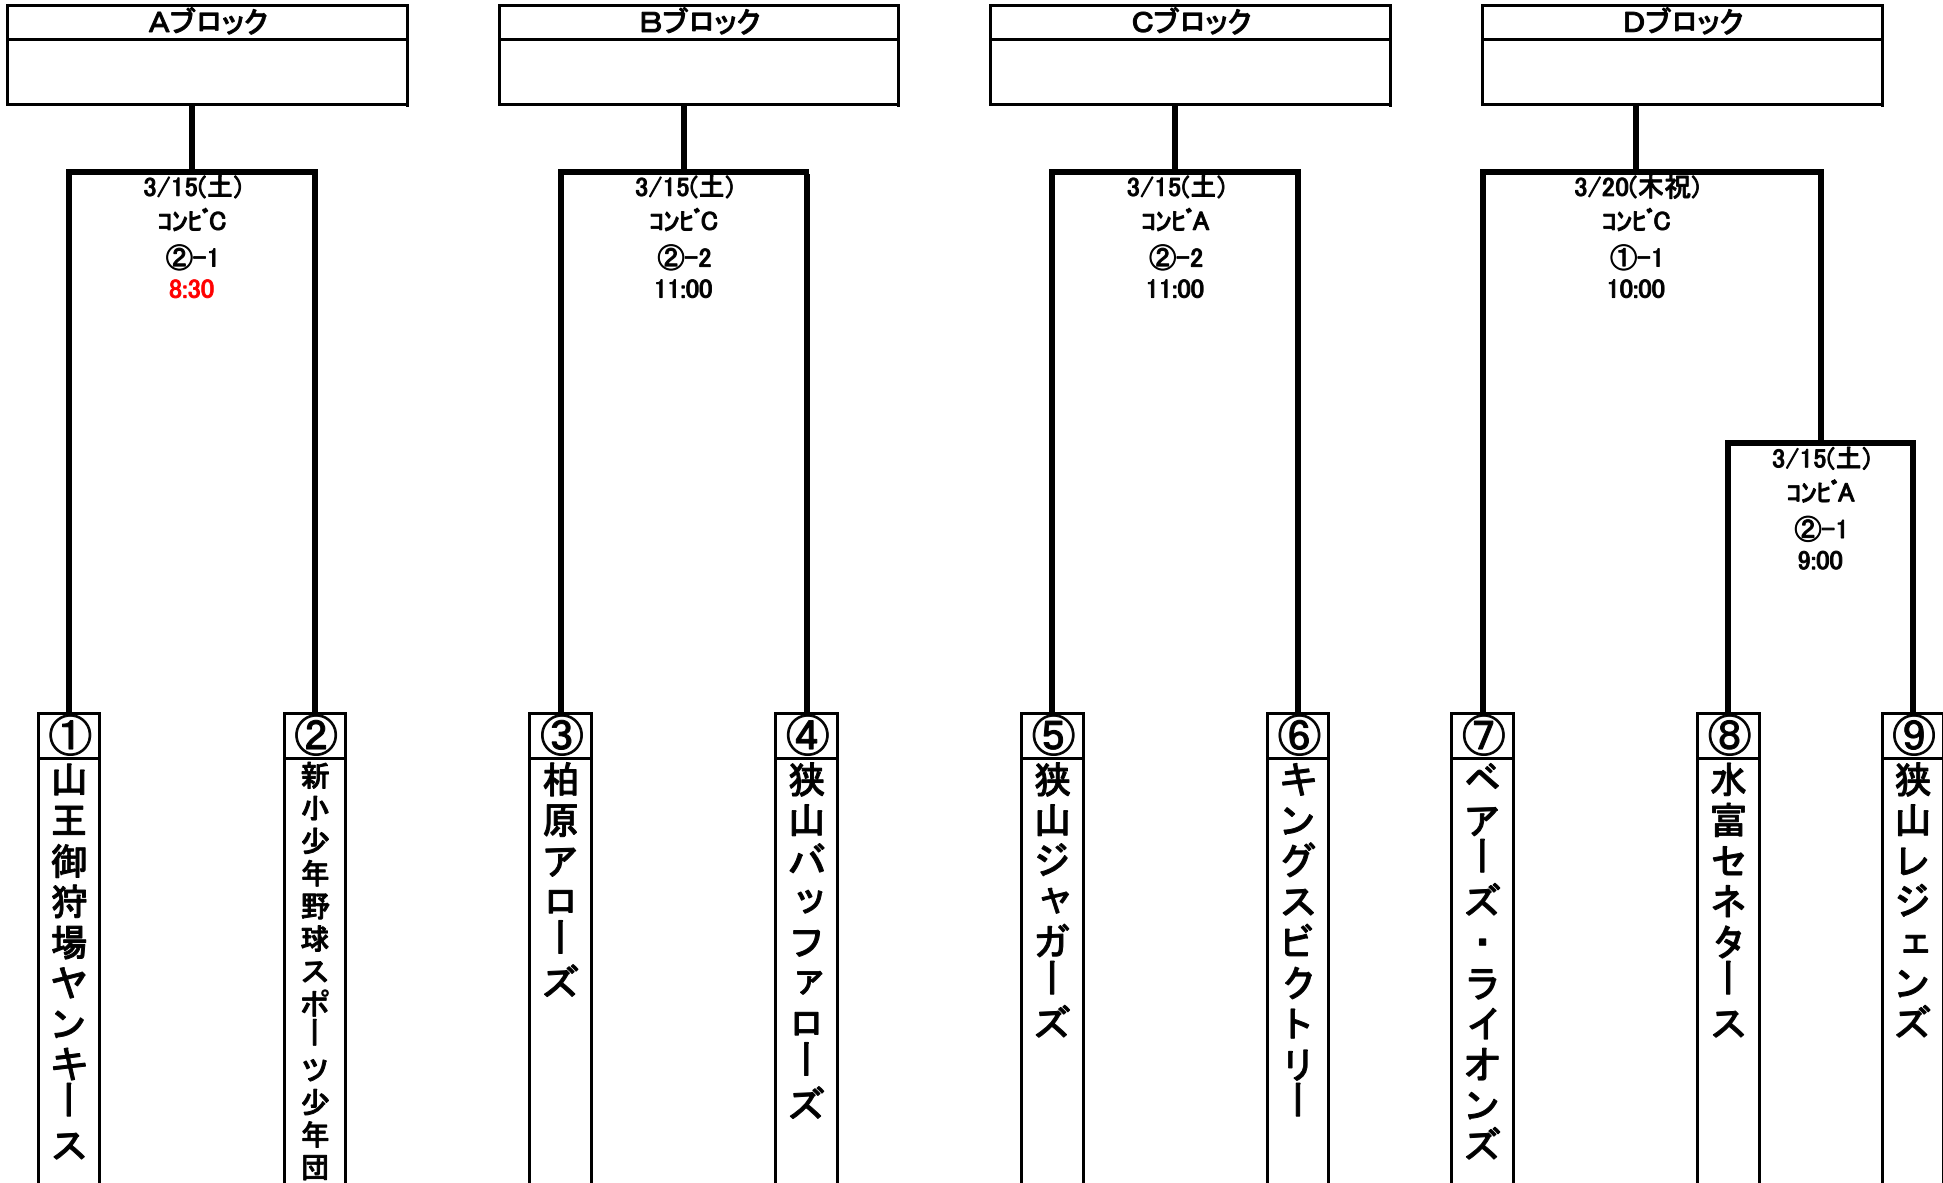 Aブロック
Bブロック
Cブロック
Dブロック
3/15(土)
ｺﾝﾋﾞC
②-1
8:30
3/15(土)
ｺﾝﾋﾞC
②-2
11:00
3/15(土)
ｺﾝﾋﾞA
②-2
11:00
3/20(木祝)
ｺﾝﾋﾞC
①-1
10:00
3/15(土)
ｺﾝﾋﾞA
②-1
9:00
①
山王御狩場ヤンキース
②
新小少年野球スポーツ少年団
③
柏原アローズ
④
狭山バッファローズ
⑤
狭山ジャガーズ
⑥
キングスビクトリー
⑦
ベアーズ・ライオンズ
⑧
水富セネタース
⑨
狭山レジェンズ